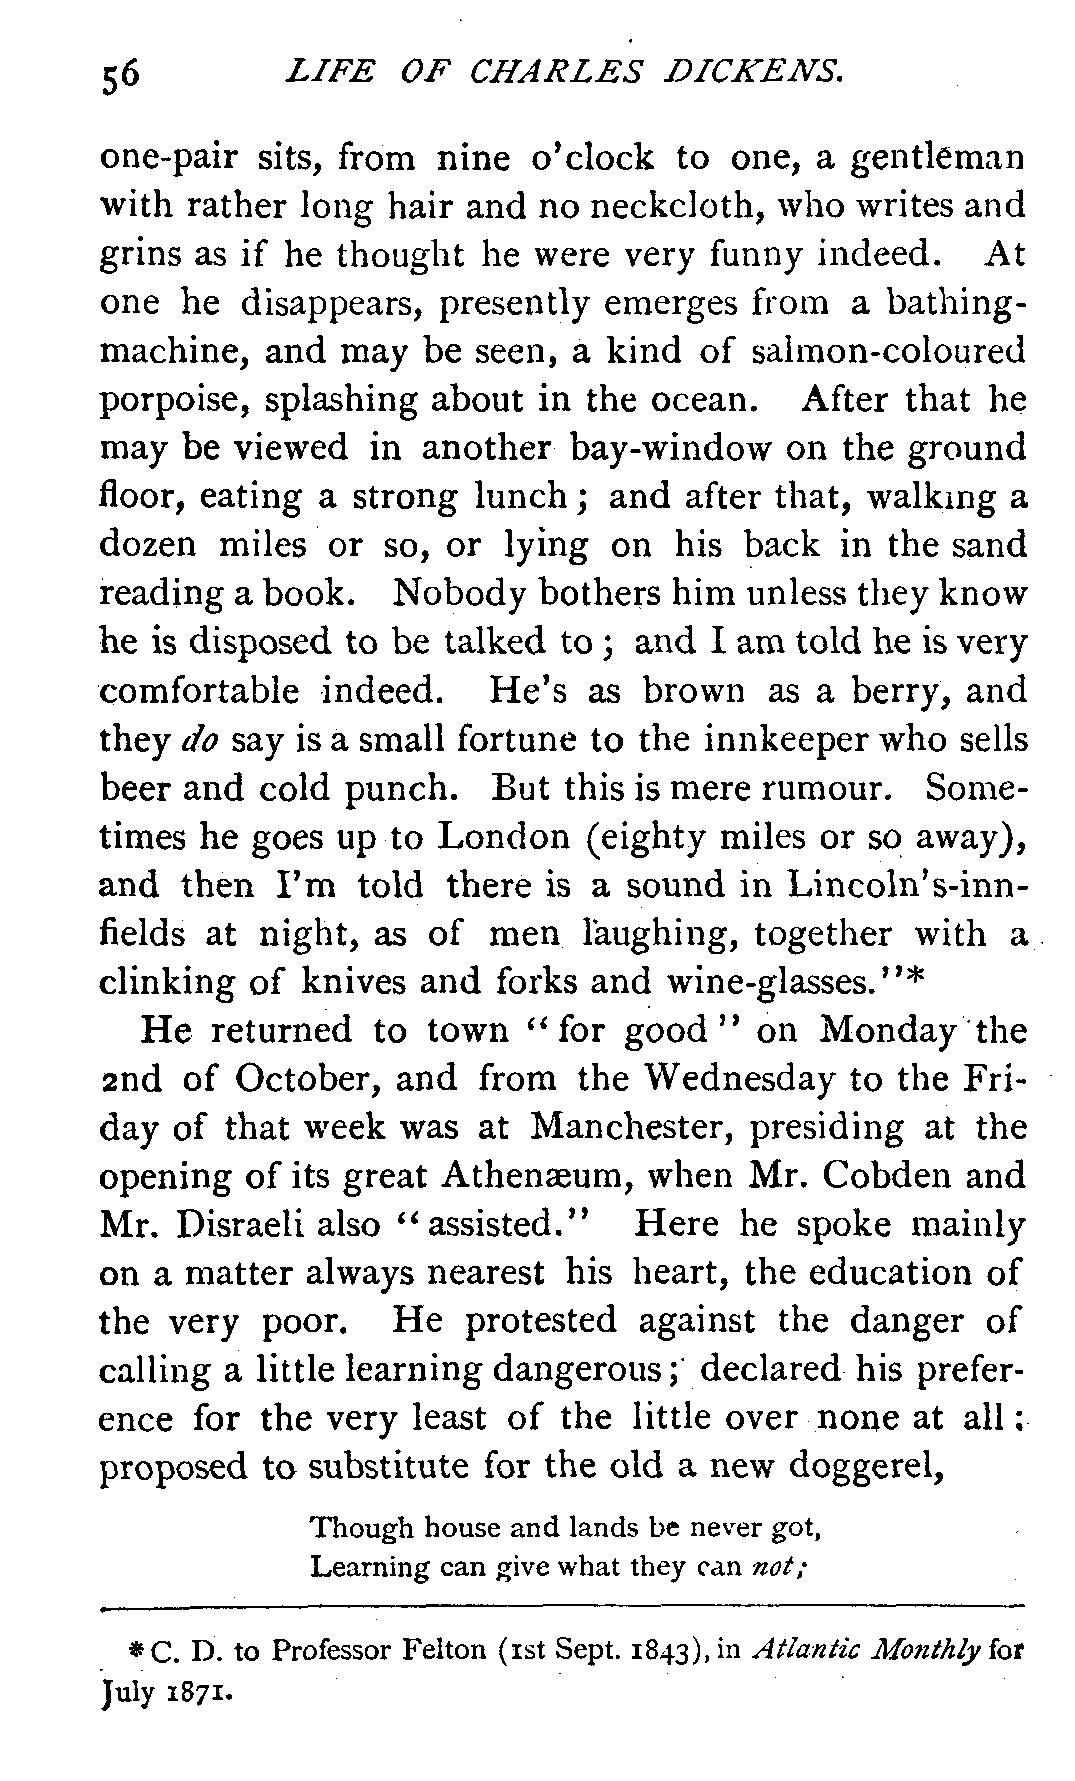 56 LIFE OF CHARLES DICKENS.
one-pair sits, from nine o'clock to one, a gentleman
with rather long hair and no neckcloth, who writes and
grins as if he thought he were very funny indeed. At
one he disappears, presently emerges from a bathing-
machine, and may be seen, a kind of salmon-coloured
porpoise, splashing about in the ocean. After that he
may be viewed in another bay-window on the ground
floor, eating a strong lunch; and after that, walking a
dozen miles or so, or lying on his back in the sand
reading a book. Nobody bothers him unless they know
he is disposed to be talked to; and I am told he is very
comfortable indeed. He's as brown as a berry, and
they do say is a small fortune to the innkeeper who sells
beer and cold punch. But this is mere rumour. Some-
times he goes up to London (eighty miles or so away),
and then I'm told there is a sound in Lincoln's-inn-
fields at night, as of men laughing, together with a
clinking of knives and forks and wine-glasses."*
He returned to town "for good" on Monday the
2nd of October, and from the Wednesday to the Fri-
day of that week was at Manchester, presiding at the
opening of its great Athenæum, when Mr. Cobden and
Mr. Disraeli also "assisted." Here he spoke mainly
on a matter always nearest his heart, the education of
the very poor. He protested against the danger of
calling a little learning dangerous; declared his prefer-
ence for the very least of the little over none at all;
proposed to substitute for the old a new doggerel,
Though house and lands be never got,
Learning can give what they can not;
* C. D. to Professor Felton (1st Sept. 1843), in Atlantic Monthly for
July 1871.